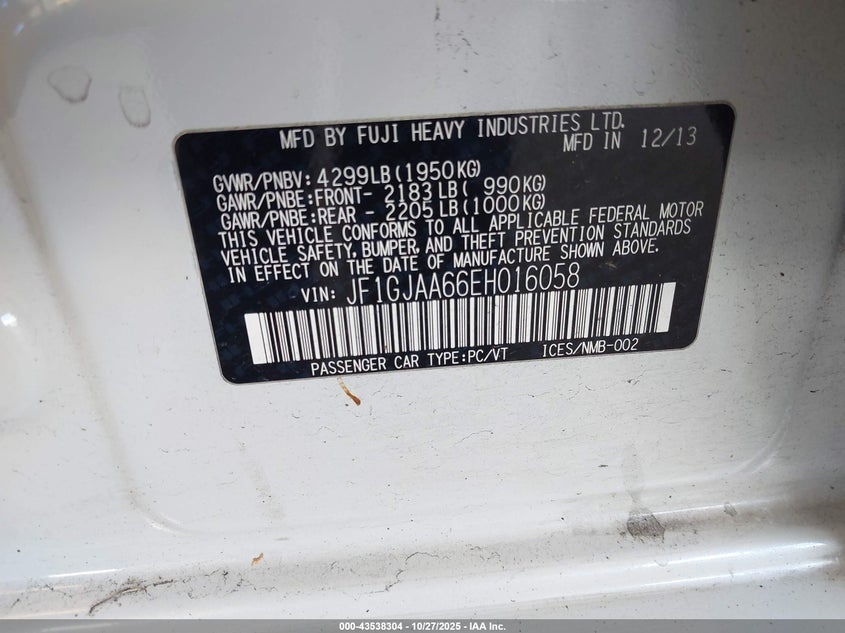 MFD BY FUJI HEAVY INDUSTRIES LTD.
MFD IN 12/13
GVWR/PNBV: 4299LB(1950KG)
GAWR/PNBE:FRONT- 2183LB( 990KG)
GAWR/PNBE:REAR - 2205LB(1000KG)
THIS VEHICLE CONFORMS TO ALL APPLICABLE FEDERAL MOTOR
VEHICLE SAFETY, BUMPER, AND THEFT PREVENTION STANDARDS
IN EFFECT ON THE DATE OF MANUFACTURE SHOWN ABOVE.
VIN: JF1GJAA66EH016058
PASSENGER CAR TYPE:PC/VT ICES/NMB-002
000-43538304 | 10/27/2025 - IAA Inc.